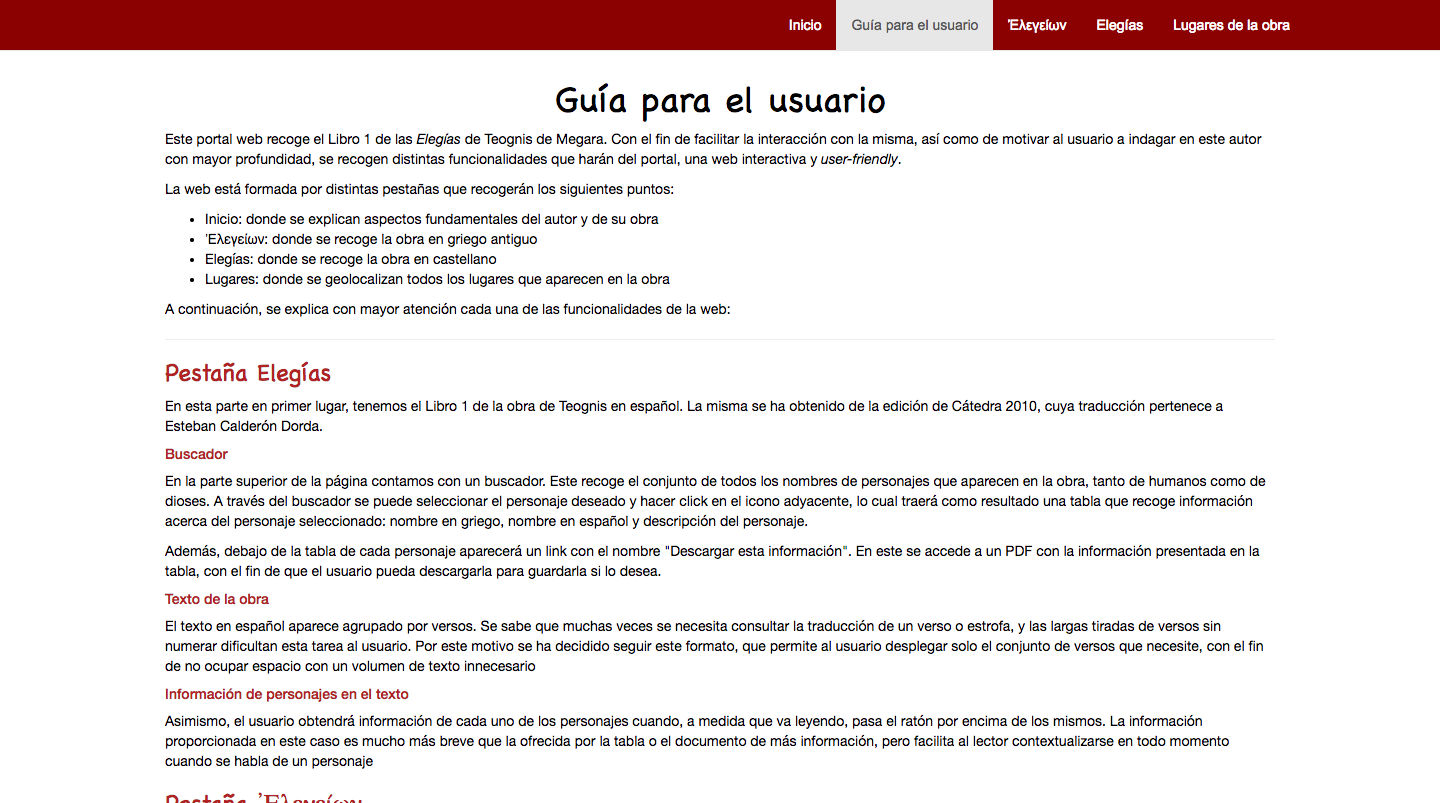 Inicio Guía para el usuario Ἐλεγείων Elegías Lugares de la obra
Guía para el usuario
Este portal web recoge el Libro 1 de las Elegías de Teognis de Megara. Con el fin de facilitar la interacción con la misma, así como de motivar al usuario a indagar en este autor
con mayor profundidad, se recogen distintas funcionalidades que harán del portal, una web interactiva y user-friendly.
La web está formada por distintas pestañas que recogerán los siguientes puntos:
• Inicio: donde se explican aspectos fundamentales del autor y de su obra
• Ἐλεγείων: donde se recoge la obra en griego antiguo
• Elegías: donde se recoge la obra en castellano
• Lugares: donde se geolocalizan todos los lugares que aparecen en la obra
A continuación, se explica con mayor atención cada una de las funcionalidades de la web:
Pestaña Elegías
En esta parte en primer lugar, tenemos el Libro 1 de la obra de Teognis en español. La misma se ha obtenido de la edición de Cátedra 2010, cuya traducción pertenece a
Esteban Calderón Dorda.
Buscador
En la parte superior de la página contamos con un buscador. Este recoge el conjunto de todos los nombres de personajes que aparecen en la obra, tanto de humanos como de
dioses. A través del buscador se puede seleccionar el personaje deseado y hacer click en el icono adyacente, lo cual traerá como resultado una tabla que recoge información
acerca del personaje seleccionado: nombre en griego, nombre en español y descripción del personaje.
Además, debajo de la tabla de cada personaje aparecerá un link con el nombre "Descargar esta información". En este se accede a un PDF con la información presentada en la
tabla, con el fin de que el usuario pueda descargarla para guardarla si lo desea.
Texto de la obra
El texto en español aparece agrupado por versos. Se sabe que muchas veces se necesita consultar la traducción de un verso o estrofa, y las largas tiradas de versos sin
numerar dificultan esta tarea al usuario. Por este motivo se ha decidido seguir este formato, que permite al usuario desplegar solo el conjunto de versos que necesite, con el fin
de no ocupar espacio con un volumen de texto innecesario
Información de personajes en el texto
Asimismo, el usuario obtendrá información de cada uno de los personajes cuando, a medida que va leyendo, pasa el ratón por encima de los mismos. La información
proporcionada en este caso es mucho más breve que la ofrecida por la tabla o el documento de más información, pero facilita al lector contextualizarse en todo momento
cuando se habla de un personaje
Pestaña Ἐλεγείων